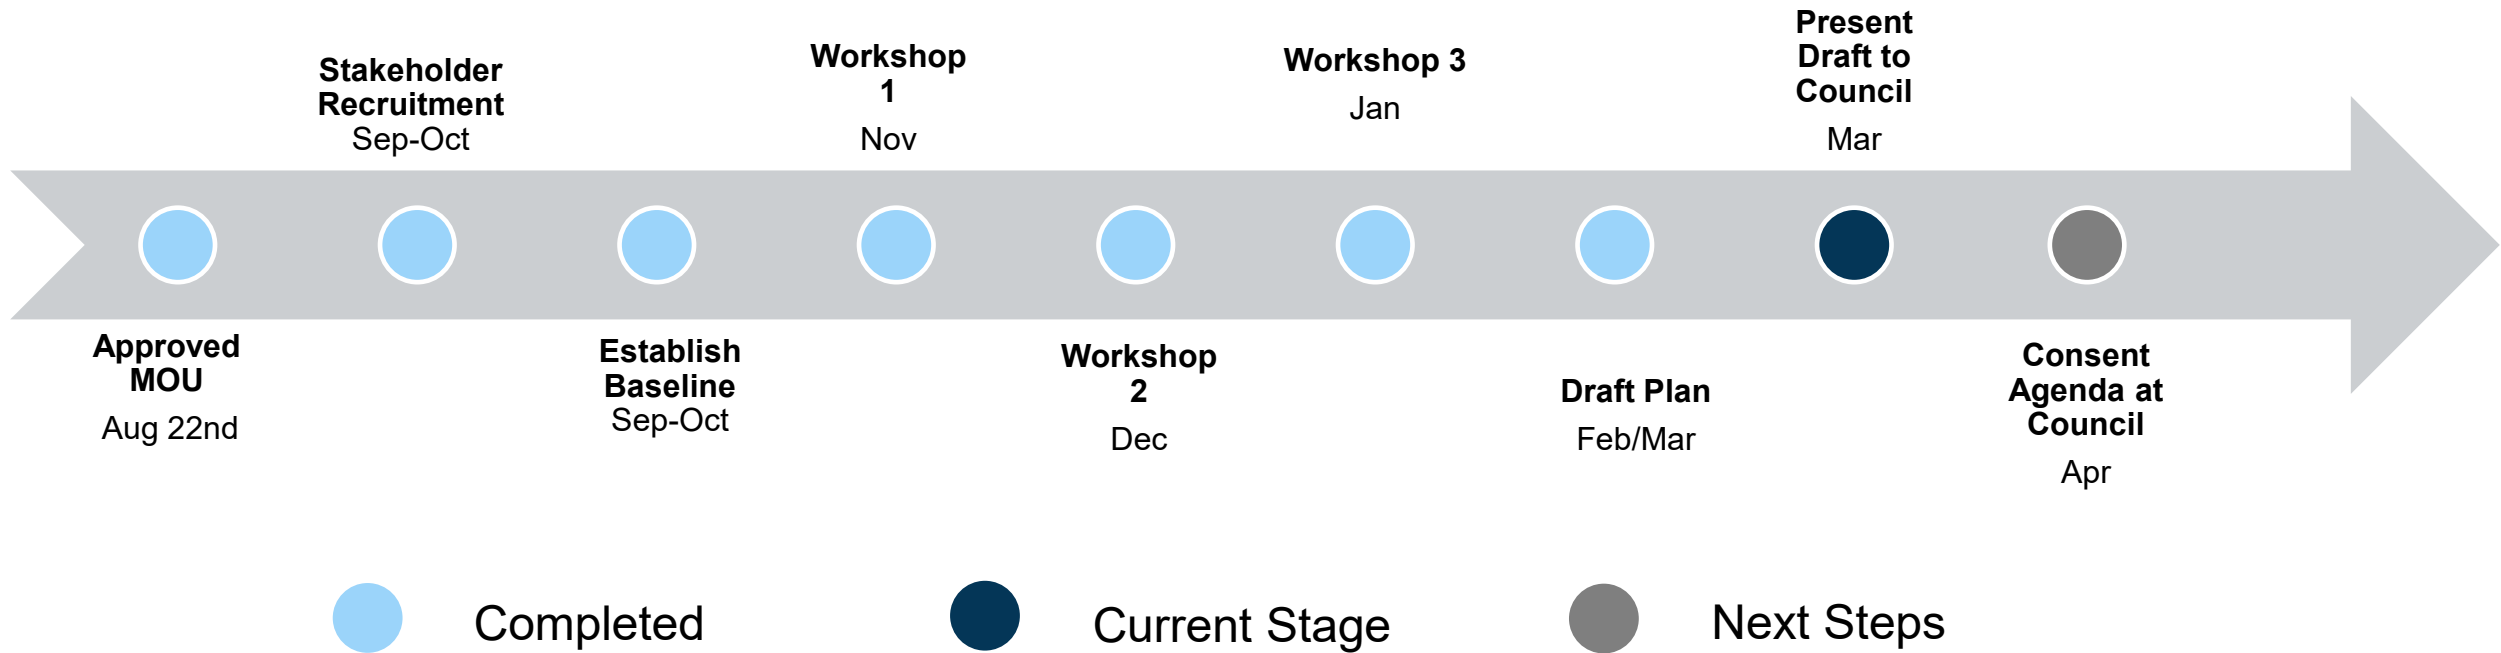 Stakeholder
Recruitment
Sep-Oct
Workshop
1
Nov
Workshop 3
Jan
Present
Draft to
Council
Mar
Approved
MOU
Aug 22nd
Establish
Baseline
Sep-Oct
Workshop
2
Dec
Draft Plan
Feb/Mar
Consent
Agenda at
Council
Apr
Completed
Current Stage
Next Steps